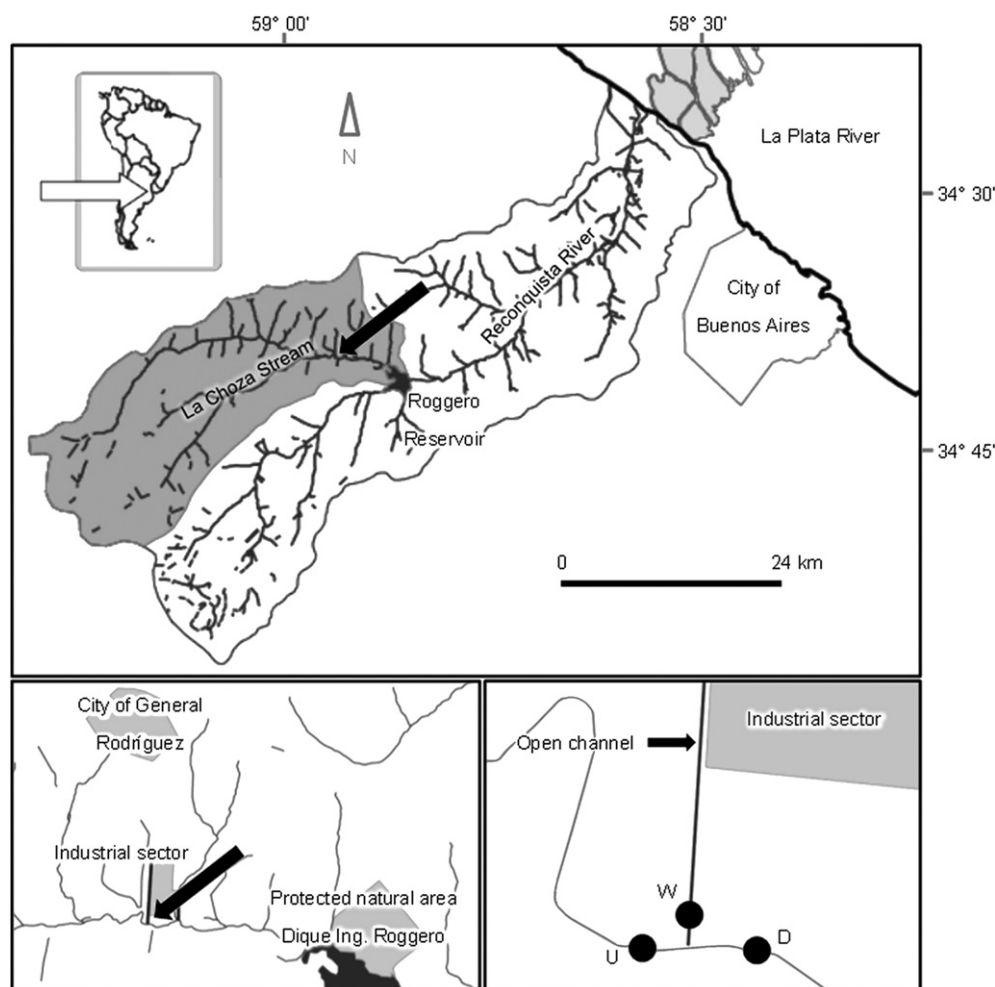 59° 00'
58° 30'
N
La Plata River
34° 30'
Reconquista River
City of
Buenos Aires
La Choza Stream
Roggero
Reservoir
34° 45'
0
24 km
City of General
Rodríguez
Industrial sector
Protected natural area
Dique Ing. Roggero
Industrial sector
Open channel
W
U
D